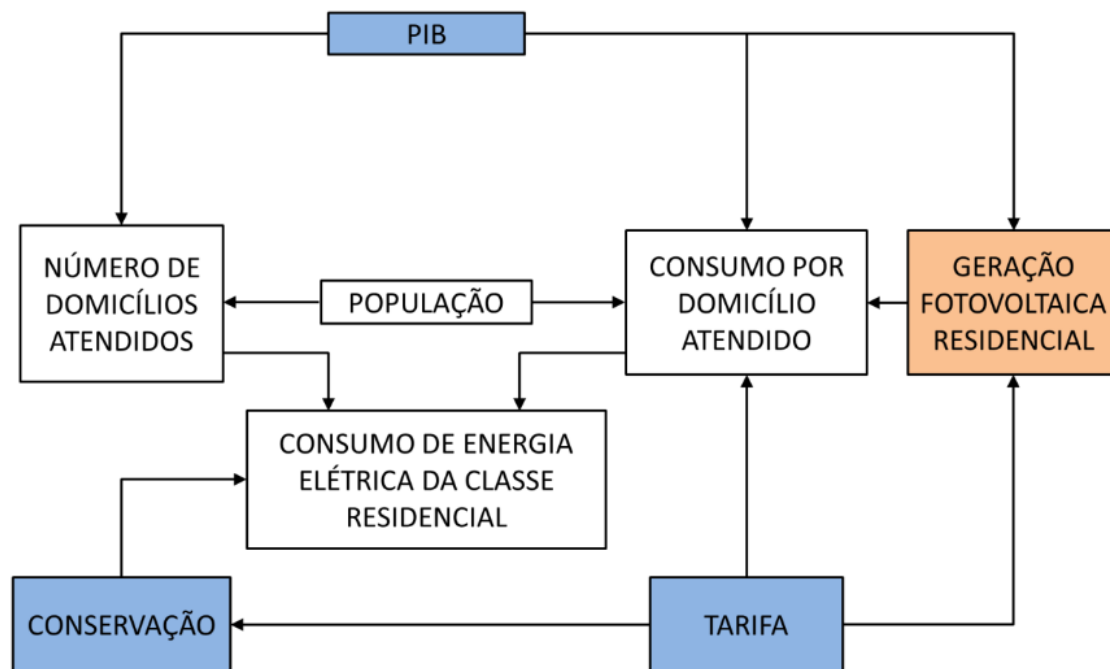 PIB
NÚMERO DE
DOMICÍLIOS
ATENDIDOS
POPULAÇÃO
CONSUMO POR
DOMICÍLIO
ATENDIDO
GERAÇÃO
FOTOVOLTAICA
RESIDENCIAL
CONSUMO DE ENERGIA
ELÉTRICA DA CLASSE
RESIDENCIAL
CONSERVAÇÃO
TARIFA